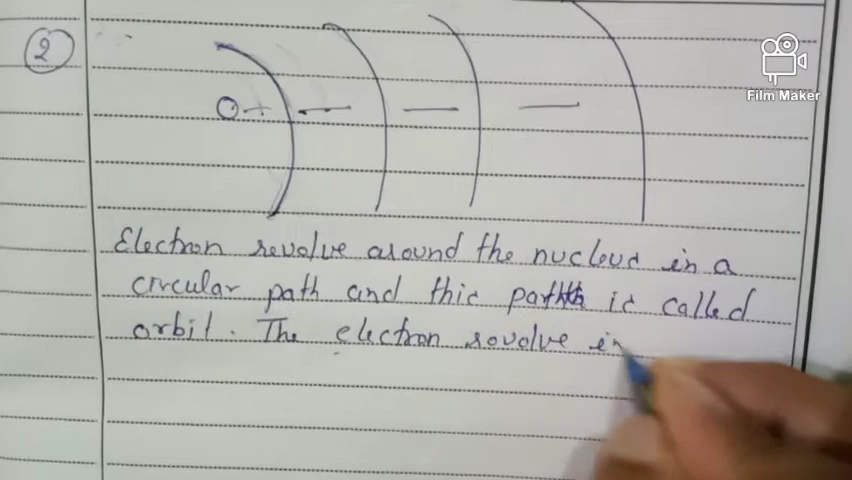 2
+
Film Maker
Electron revolve around the nucleus in a
circular path and this path is called
orbit. The electron revolve in